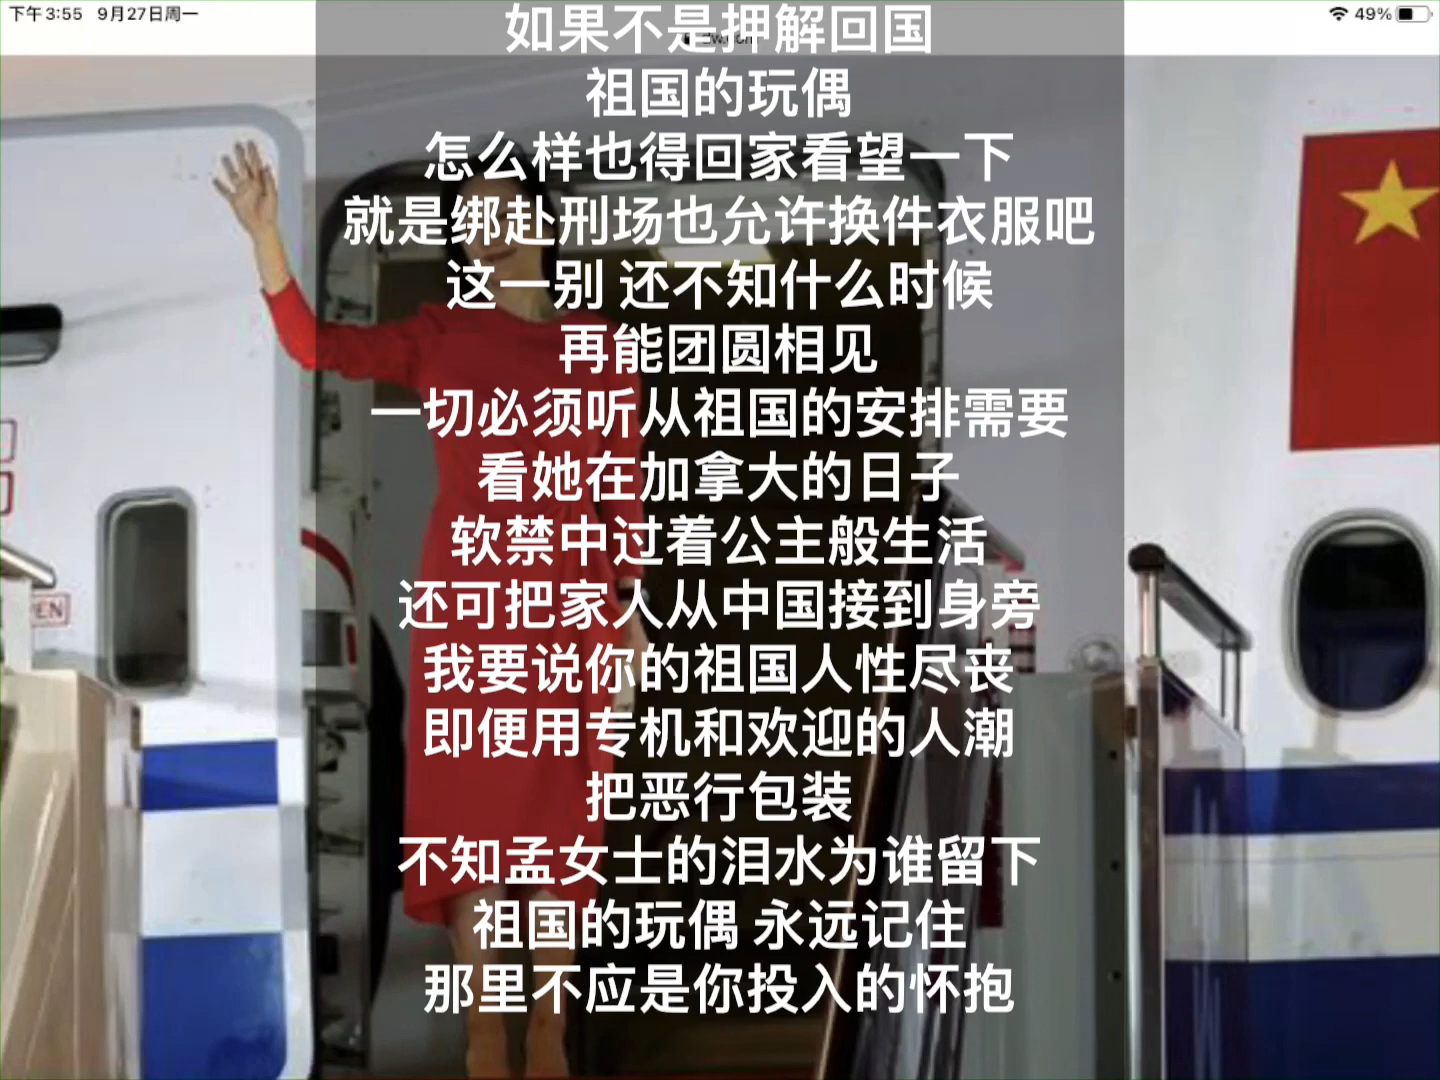 下午3:55 9月27日周一
49%
如果不是押解回国
祖国的玩偶
怎么样也得回家看望一下
就是绑赴刑场也允许换件衣服吧
这一别 还不知什么时候
再能团圆相见
一切必须听从祖国的安排需要
看她在加拿大的日子
软禁中过着公主般生活
还可把家人从中国接到身旁
我要说你的祖国人性尽丧
即便用专机和欢迎的人潮
把恶行包装
不知孟女士的泪水为谁留下
祖国的玩偶 永远记住
那里不应是你投入的怀抱